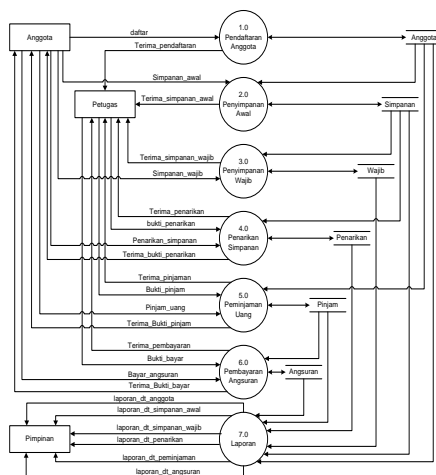 daftar
Anggota
1.0
Pendaftaran
Anggota
Anggota
Terima_pendaftaran
Simpanan_awal
Petugas
Terima_simpanan_awal
2.0
Penyimpanan
Awal
Simpanan
Terima_simpanan_wajib
Simpanan_wajib
3.0
Penyimpanan
Wajib
Wajib
Terima_penarikan
bukti_penarikan
Penarikan_simpanan
Terima_bukti_penarikan
4.0
Penarikan
Simpanan
Penarikan
Terima_pinjaman
Bukti_pinjam
Pinjam_uang
Terima_Bukti_pinjam
5.0
Peminjaman
Uang
Pinjam
Terima_pembayaran
Bukti_bayar
Bayar_angsuran
Terima_Bukti_bayar
6.0
Pembayaran
Angsuran
Angsuran
laporan_dt_anggota
laporan_dt_simpanan_awal
laporan_dt_simpanan_wajib
Pimpinan
laporan_dt_penarikan
7.0
Laporan
laporan_dt_peminjaman
laporan_dt_angsuran